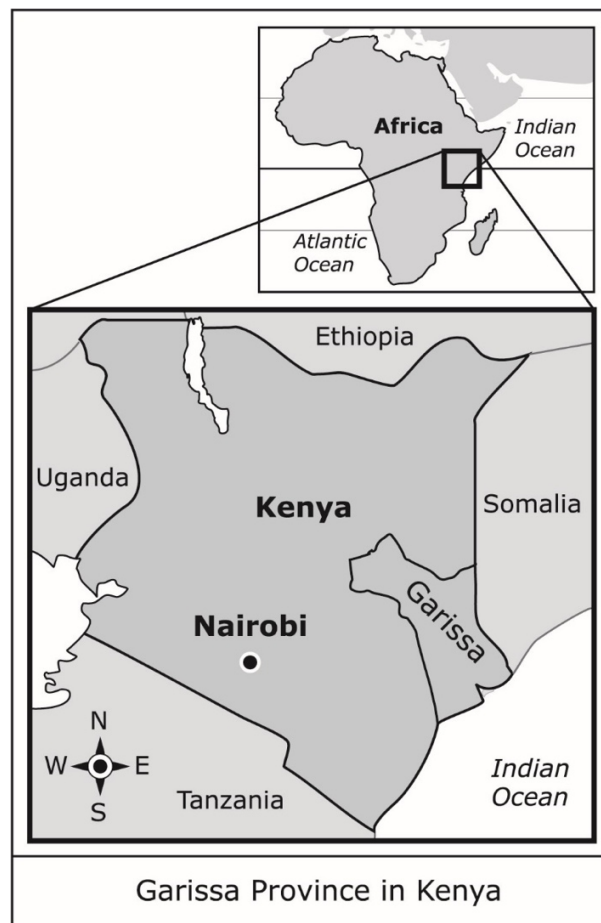 Africa
Indian
Ocean
Atlantic
Ocean
Ethiopia
Uganda
Kenya
Somalia
Garissa
Nairobi
N
W E
S
Tanzania
Indian
Ocean
Garissa Province in Kenya